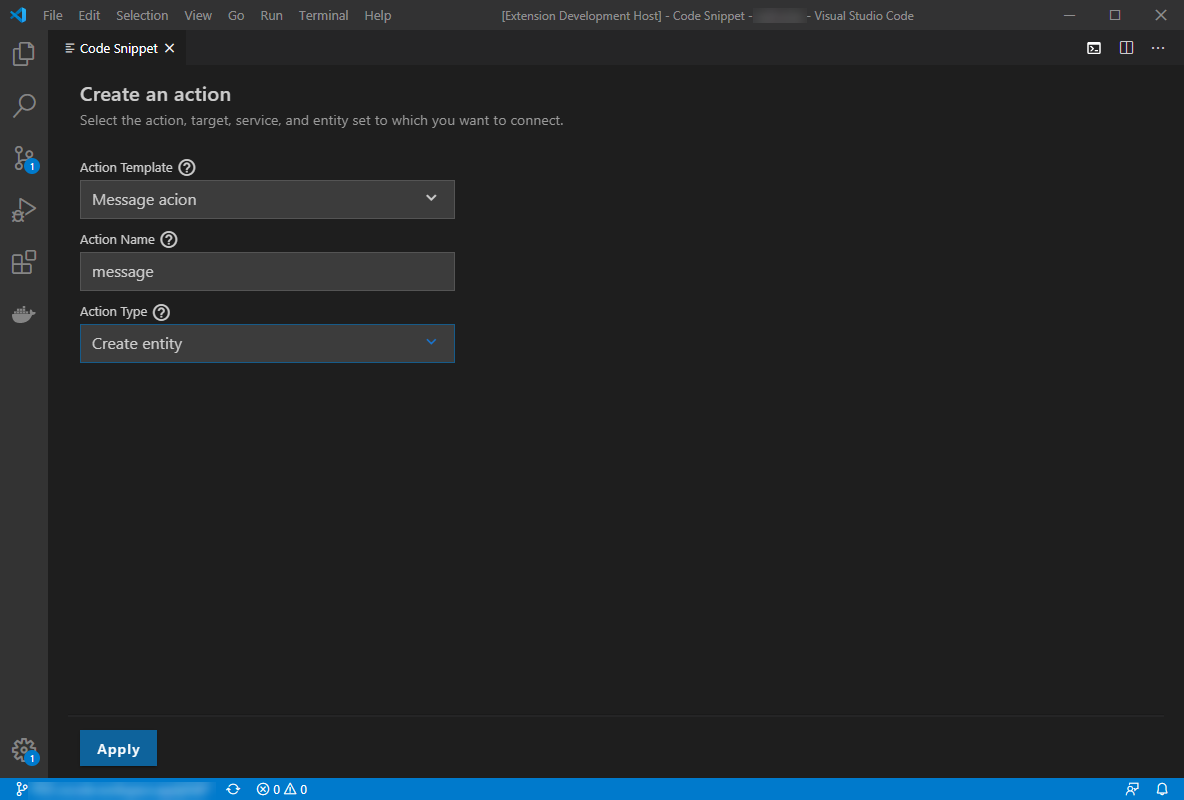 File Edit Selection View Go Run Terminal Help [Extension Development Host] - Code Snippet - - Visual Studio Code
Code Snippet
Create an action
Select the action, target, service, and entity set to which you want to connect.
Action Template
Message acion
Action Name
message
Action Type
Create entity
Apply
1
1
0 0